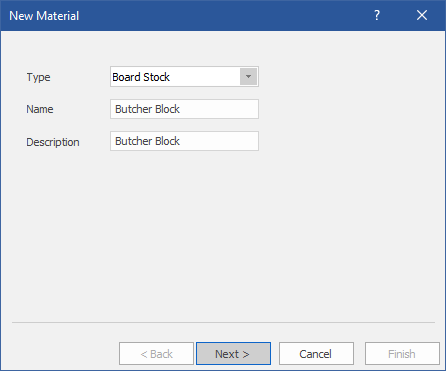 New Material ?
Type Board Stock
Name Butcher Block
Description Butcher Block
< Back Next > Cancel Finish